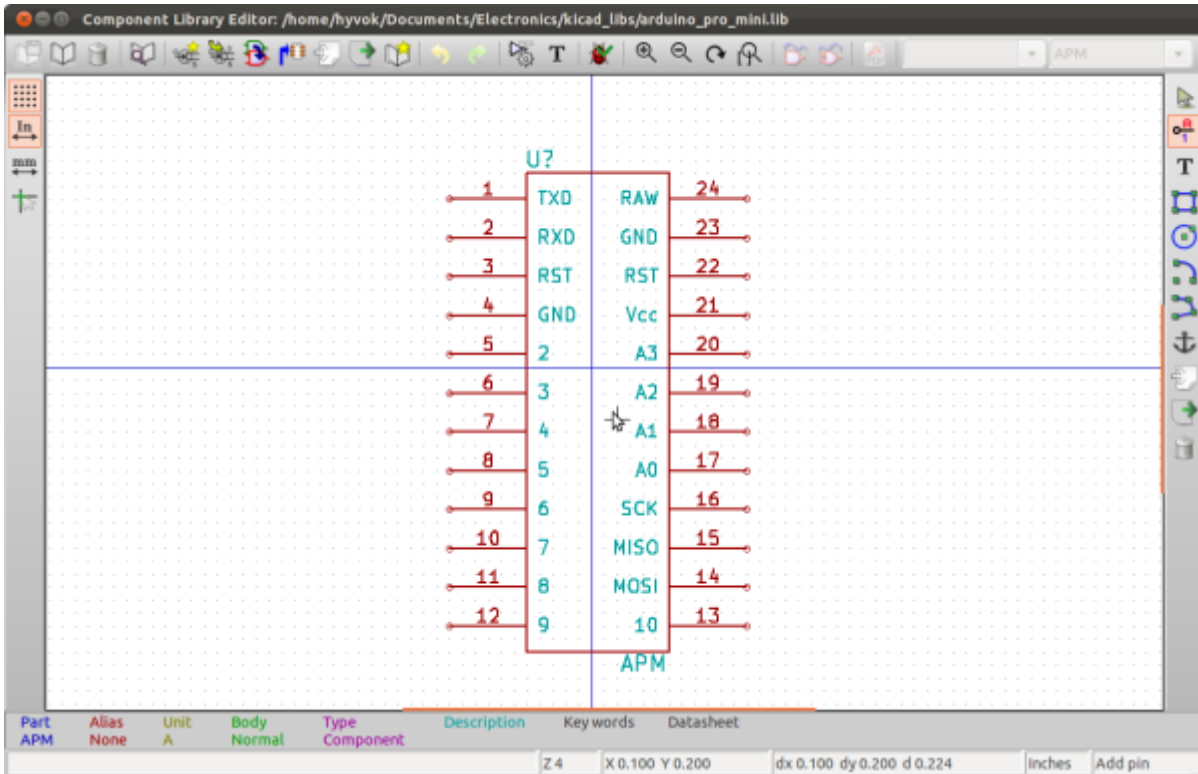 Component Library Editor: /home/hyvok/Documents/Electronics/kicad_libs/arduino_pro_mini.lib
T
APM
In
mm
T
U?
1 TXD RAW 24
2 RXD GND 23
3 RST RST 22
4 GND Vcc 21
5 2 A3 20
6 3 A2 19
7 4 A1 18
8 5 A0 17
9 6 SCK 16
10 7 MISO 15
11 8 MOSI 14
12 9 10 13
APM
Part Alias Unit Body Type Description Key words Datasheet
APM None A Normal Component
Z 4 X 0.100 Y 0.200 dx 0.100 dy 0.200 d 0.224 Inches Add pin